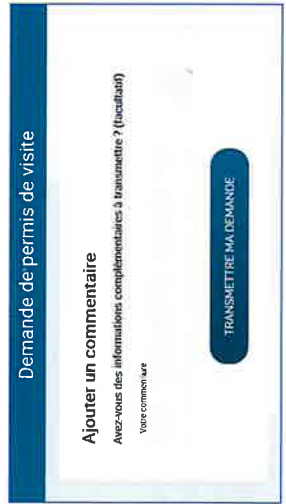 Demande de permis de visite
Ajouter un commentaire
Avez-vous des informations complémentaires à transmettre ? (facultatif)
Votre commentaire
TRANSMETTRE MA DEMANDE